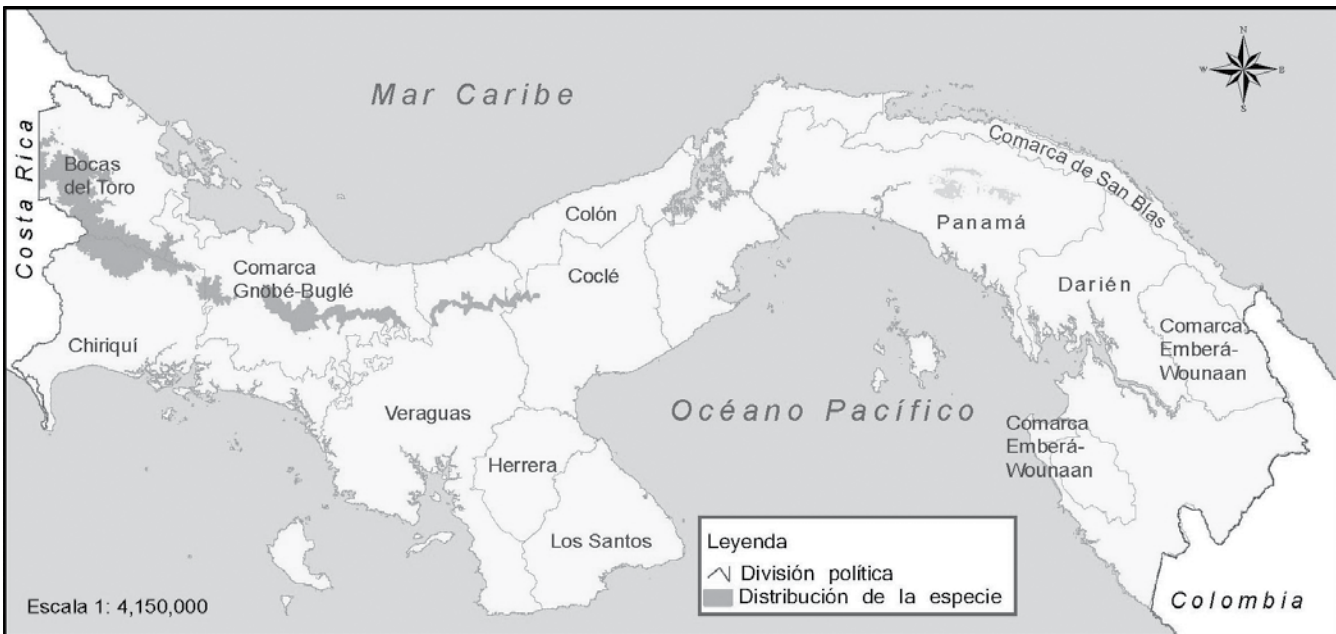 N
W
E
S
Mar Caribe
Costa Rica
Bocas
del Toro
Comarca
Gnöbé-Buglé
Chiriquí
Veraguas
Colón
Coclé
Herrera
Los Santos
Panamá
Comarca de San Blas
Darién
Comarca
Emberá-
Wounaan
Comarca
Emberá-
Wounaan
Océano Pacífico
Colombia
Leyenda
División política
Distribución de la especie
Escala 1: 4,150,000